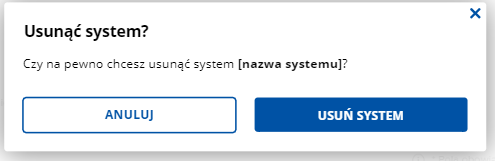 Usunąć system?
Czy na pewno chcesz usunąć system [nazwa systemu]?
ANULUJ
USUŃ SYSTEM